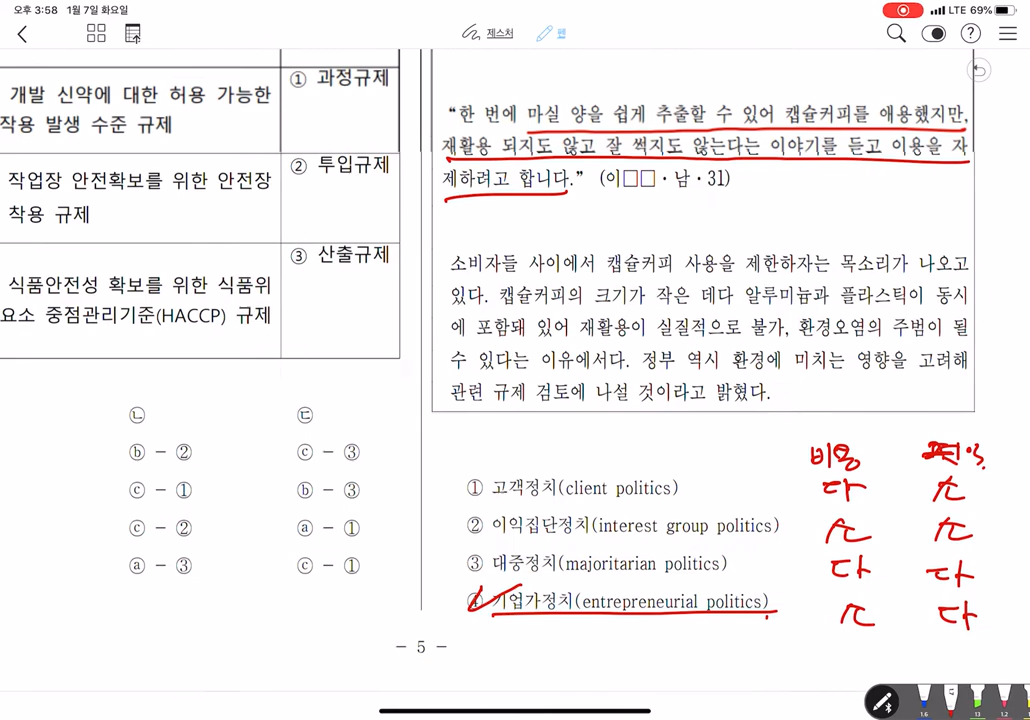 오후 3:58 1월 7일 화요일
LTE 69%
제스처
펜
개발 신약에 대한 허용 가능한
작용 발생 수준 규제
① 과정규제
작업장 안전확보를 위한 안전장
착용 규제
② 투입규제
식품안전성 확보를 위한 식품위
요소 중점관리기준(HACCP) 규제
③ 산출규제
㉡ ㉢
ⓑ - ② ⓒ - ③
ⓒ - ① ⓑ - ③
ⓒ - ② ⓐ - ①
ⓐ - ③ ⓒ - ①
“한 번에 마실 양을 쉽게 추출할 수 있어 캡슐커피를 애용했지만,
재활용 되지도 않고 잘 썩지도 않는다는 이야기를 듣고 이용을 자
제하려고 합니다.” (이□□·남·31)
소비자들 사이에서 캡슐커피 사용을 제한하자는 목소리가 나오고
있다. 캡슐커피의 크기가 작은 데다 알루미늄과 플라스틱이 동시
에 포함돼 있어 재활용이 실질적으로 불가, 환경오염의 주범이 될
수 있다는 이유에서다. 정부 역시 환경에 미치는 영향을 고려해
관련 규제 검토에 나설 것이라고 밝혔다.
비용 편익
① 고객정치(client politics) 다 소
② 이익집단정치(interest group politics) 소 소
③ 대중정치(majoritarian politics) 다 다
④ 기업가정치(entrepreneurial politics) 소 다
- 5 -
1.6 1.7 13 1.2